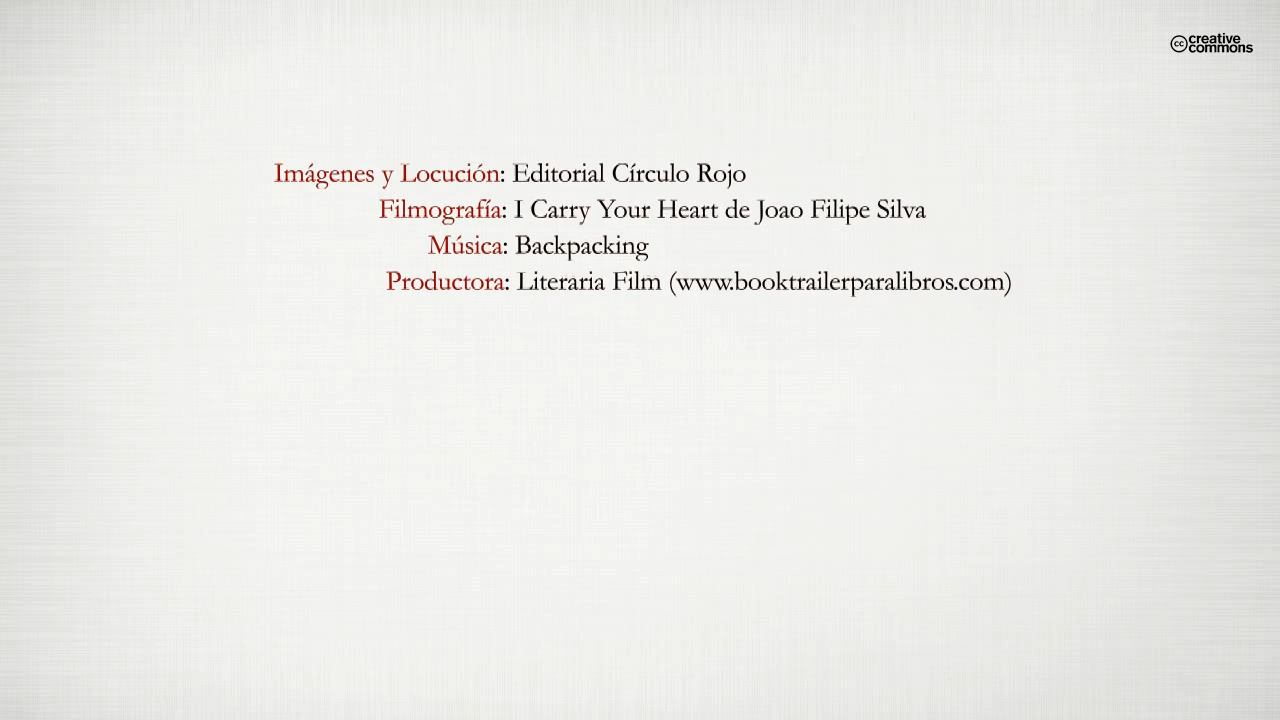 creative
commons
Imágenes y Locución: Editorial Círculo Rojo
Filmografía: I Carry Your Heart de Joao Filipe Silva
Música: Backpacking
Productora: Literaria Film (www.booktrailerparalibros.com)